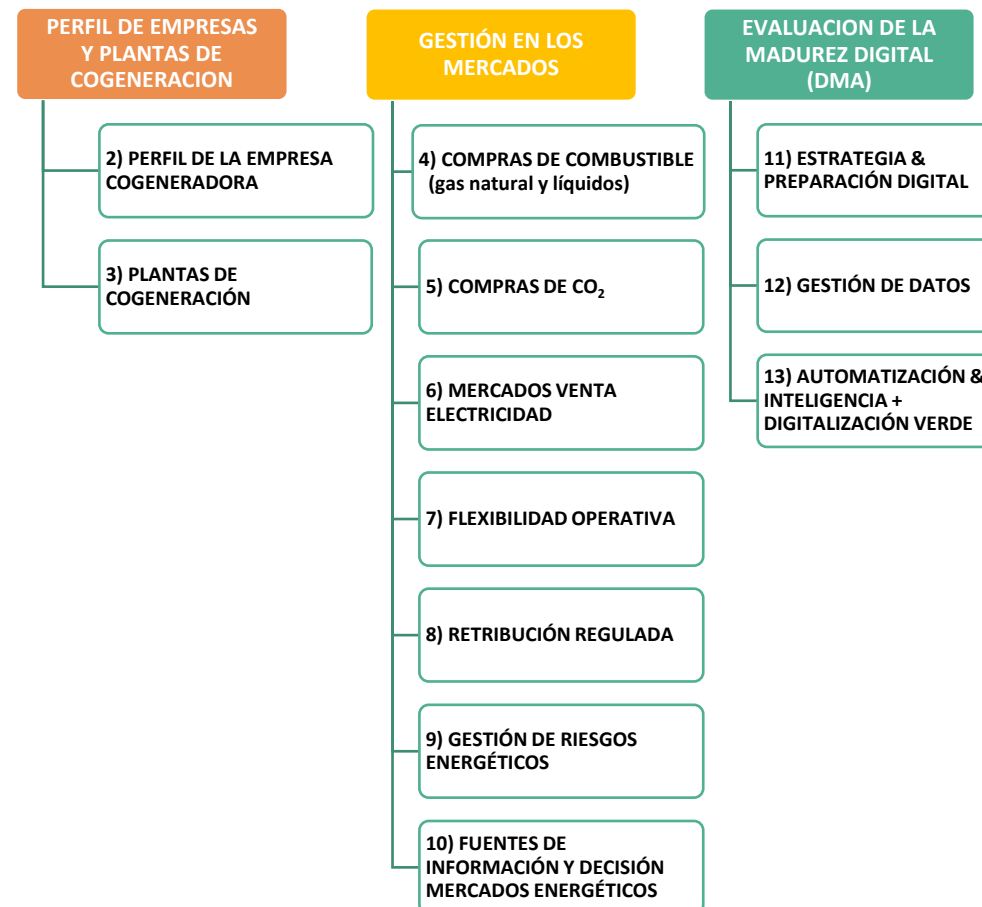 PERFIL DE EMPRESAS
Y PLANTAS DE
COGENERACION
2) PERFIL DE LA EMPRESA
COGENERADORA
3) PLANTAS DE
COGENERACIÓN
GESTIÓN EN LOS
MERCADOS
4) COMPRAS DE COMBUSTIBLE
(gas natural y líquidos)
5) COMPRAS DE CO₂
6) MERCADOS VENTA
ELECTRICIDAD
7) FLEXIBILIDAD OPERATIVA
8) RETRIBUCIÓN REGULADA
9) GESTIÓN DE RIESGOS
ENERGÉTICOS
10) FUENTES DE
INFORMACIÓN Y DECISIÓN
MERCADOS ENERGÉTICOS
EVALUACION DE LA
MADUREZ DIGITAL
(DMA)
11) ESTRATEGIA &
PREPARACIÓN DIGITAL
12) GESTIÓN DE DATOS
13) AUTOMATIZACIÓN &
INTELIGENCIA +
DIGITALIZACIÓN VERDE